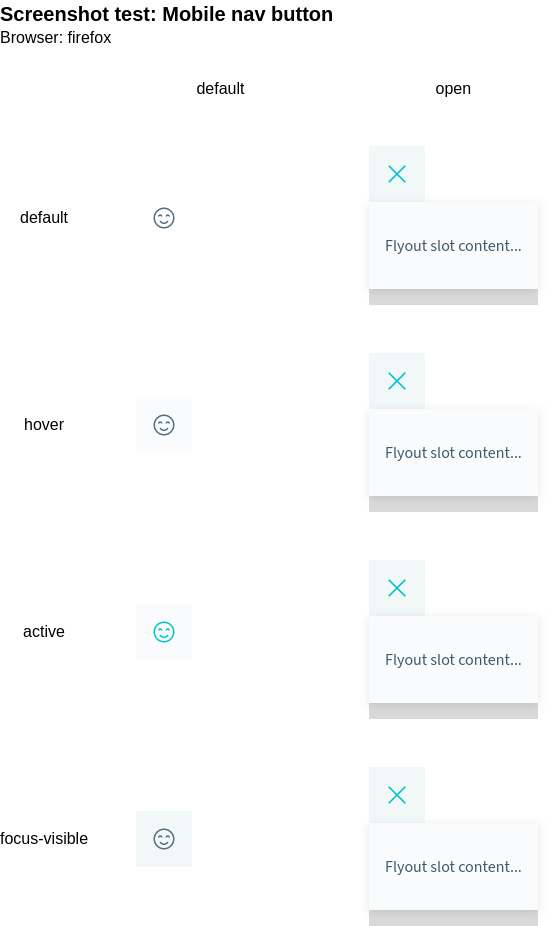 Screenshot test: Mobile nav button
Browser: firefox
default open
default
Flyout slot content...
hover
Flyout slot content...
active
Flyout slot content...
focus-visible
Flyout slot content...